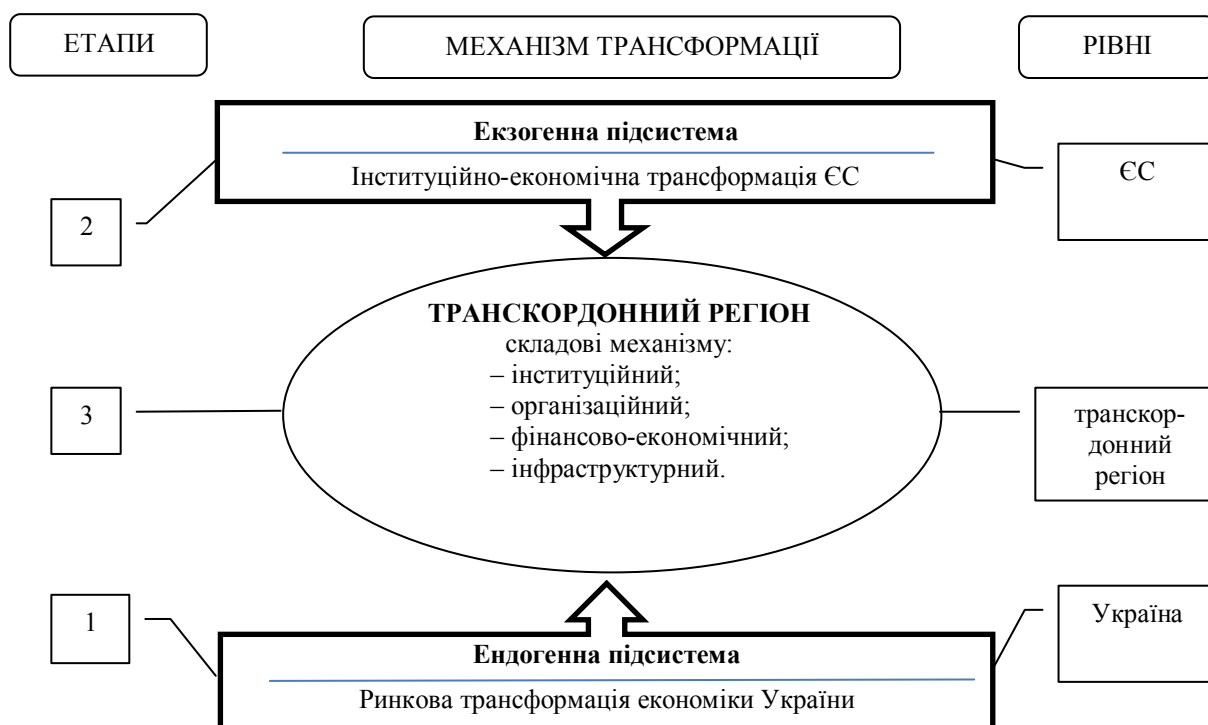 ЕТАПИ
МЕХАНІЗМ ТРАНСФОРМАЦІЇ
РІВНІ
Екзогенна підсистема
Інституційно-економічна трансформація ЄС
ЄС
2
ТРАНСКОРДОННИЙ РЕГІОН
складові механізму:
– інституційний;
– організаційний;
– фінансово-економічний;
– інфраструктурний.
3
транскор-
донний
регіон
1
Україна
Ендогенна підсистема
Ринкова трансформація економіки України